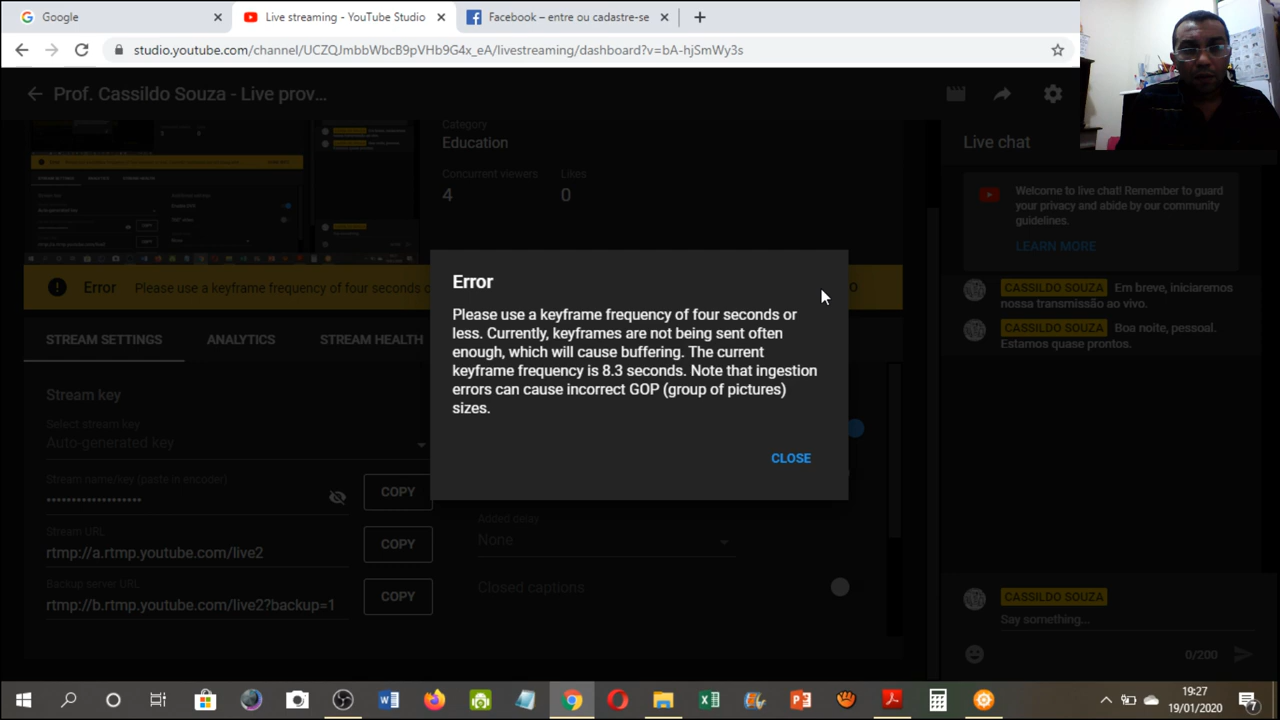 Google
Live streaming - YouTube Studio
Facebook – entre ou cadastre-se
studio.youtube.com/channel/UCZQJmbbWbcB9pVHb9G4x_eA/livestreaming/dashboard?v=bA-hjSmWy3s
Prof. Cassildo Souza - Live prov...
Category
Education
Concurrent viewers
Likes
4
0
Live chat
Welcome to live chat! Remember to guard
your privacy and abide by our community
guidelines.
LEARN MORE
CASSILDO SOUZA Em breve, iniciaremos
nossa transmissão ao vivo.
CASSILDO SOUZA Boa noite, pessoal.
Estamos quase prontos.
Error
Please use a keyframe frequency of four seconds o
O
Error
Please use a keyframe frequency of four seconds or
less. Currently, keyframes are not being sent often
enough, which will cause buffering. The current
keyframe frequency is 8.3 seconds. Note that ingestion
errors can cause incorrect GOP (group of pictures)
sizes.
CLOSE
STREAM SETTINGS
ANALYTICS
STREAM HEALTH
Stream key
Select stream key
Auto-generated key
Stream name/key (paste in encoder)
••••••••••••••••••• COPY
Stream URL
rtmp://a.rtmp.youtube.com/live2
COPY
Backup server URL
rtmp://b.rtmp.youtube.com/live2?backup=1
COPY
Added delay
None
Closed captions
CASSILDO SOUZA
Say something...
0/200
19:27
19/01/2020
7